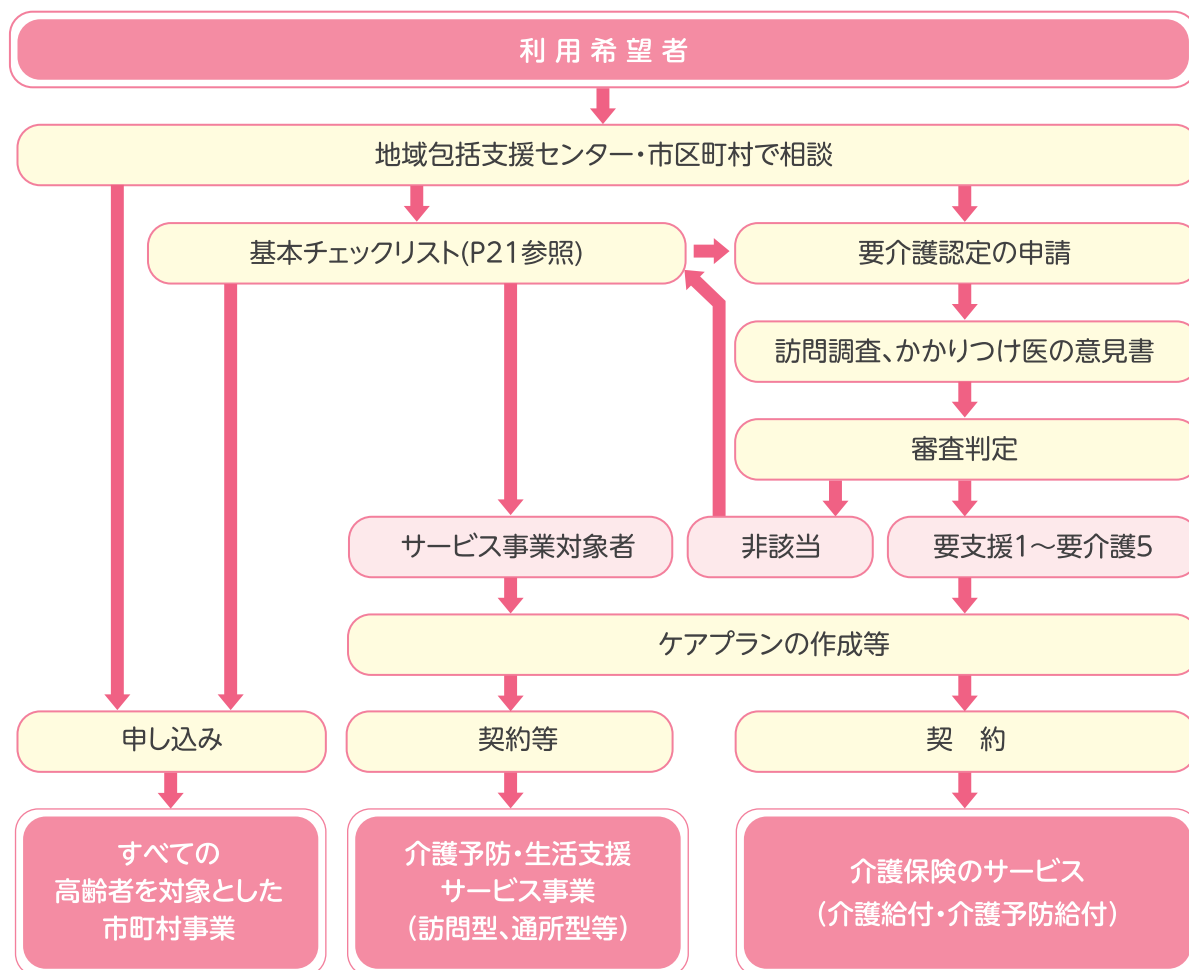 利用希望者
地域包括支援センター・市区町村で相談
基本チェックリスト(P21参照)
要介護認定の申請
訪問調査、かかりつけ医の意見書
審査判定
サービス事業対象者
非該当
要支援1～要介護5
ケアプランの作成等
申し込み
契約等
契　約
すべての
高齢者を対象とした
市町村事業
介護予防・生活支援
サービス事業
(訪問型、通所型等)
介護保険のサービス
(介護給付・介護予防給付)